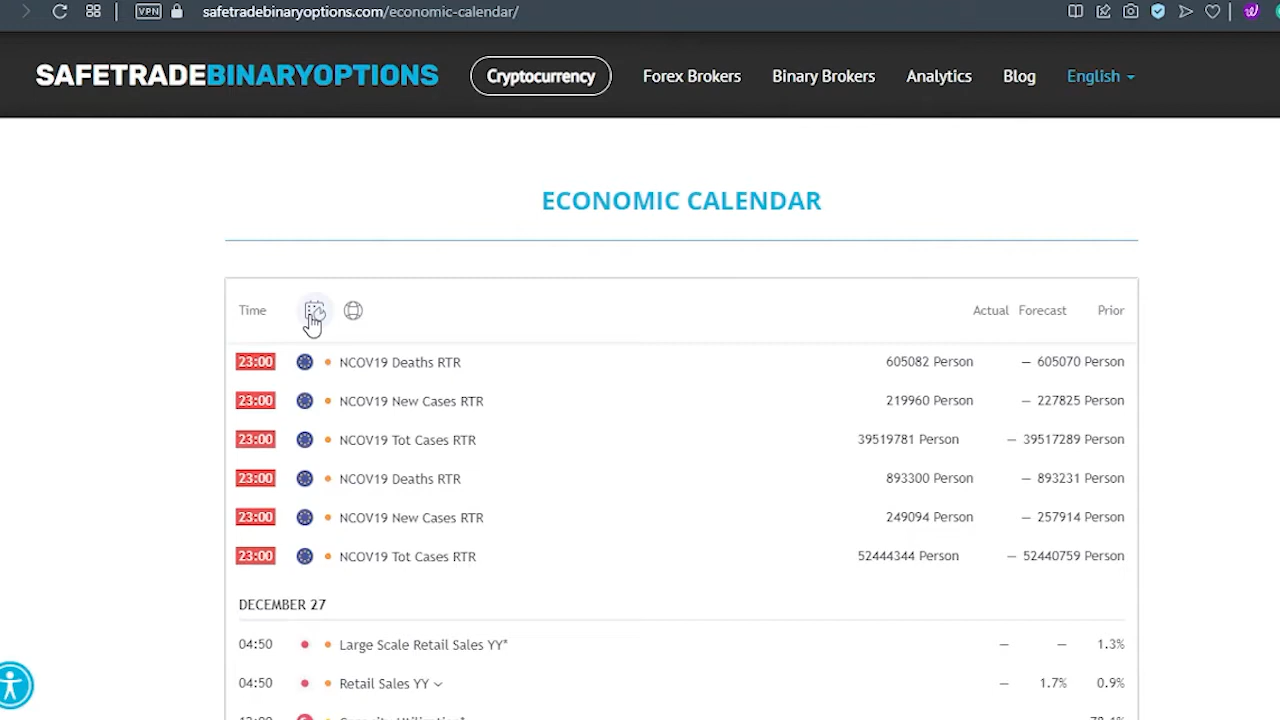 VPN safetradebinaryoptions.com/economic-calendar/
SAFETRADEBINARYOPTIONS Cryptocurrency Forex Brokers Binary Brokers Analytics Blog English
ECONOMIC CALENDAR
Time Actual Forecast Prior
23:00 NCOV19 Deaths RTR 605082 Person — 605070 Person
23:00 NCOV19 New Cases RTR 219960 Person — 227825 Person
23:00 NCOV19 Tot Cases RTR 39519781 Person — 39517289 Person
23:00 NCOV19 Deaths RTR 893300 Person — 893231 Person
23:00 NCOV19 New Cases RTR 249094 Person — 257914 Person
23:00 NCOV19 Tot Cases RTR 52444344 Person — 52440759 Person
DECEMBER 27
04:50 Large Scale Retail Sales YY* — — 1.3%
04:50 Retail Sales YY — 1.7% 0.9%